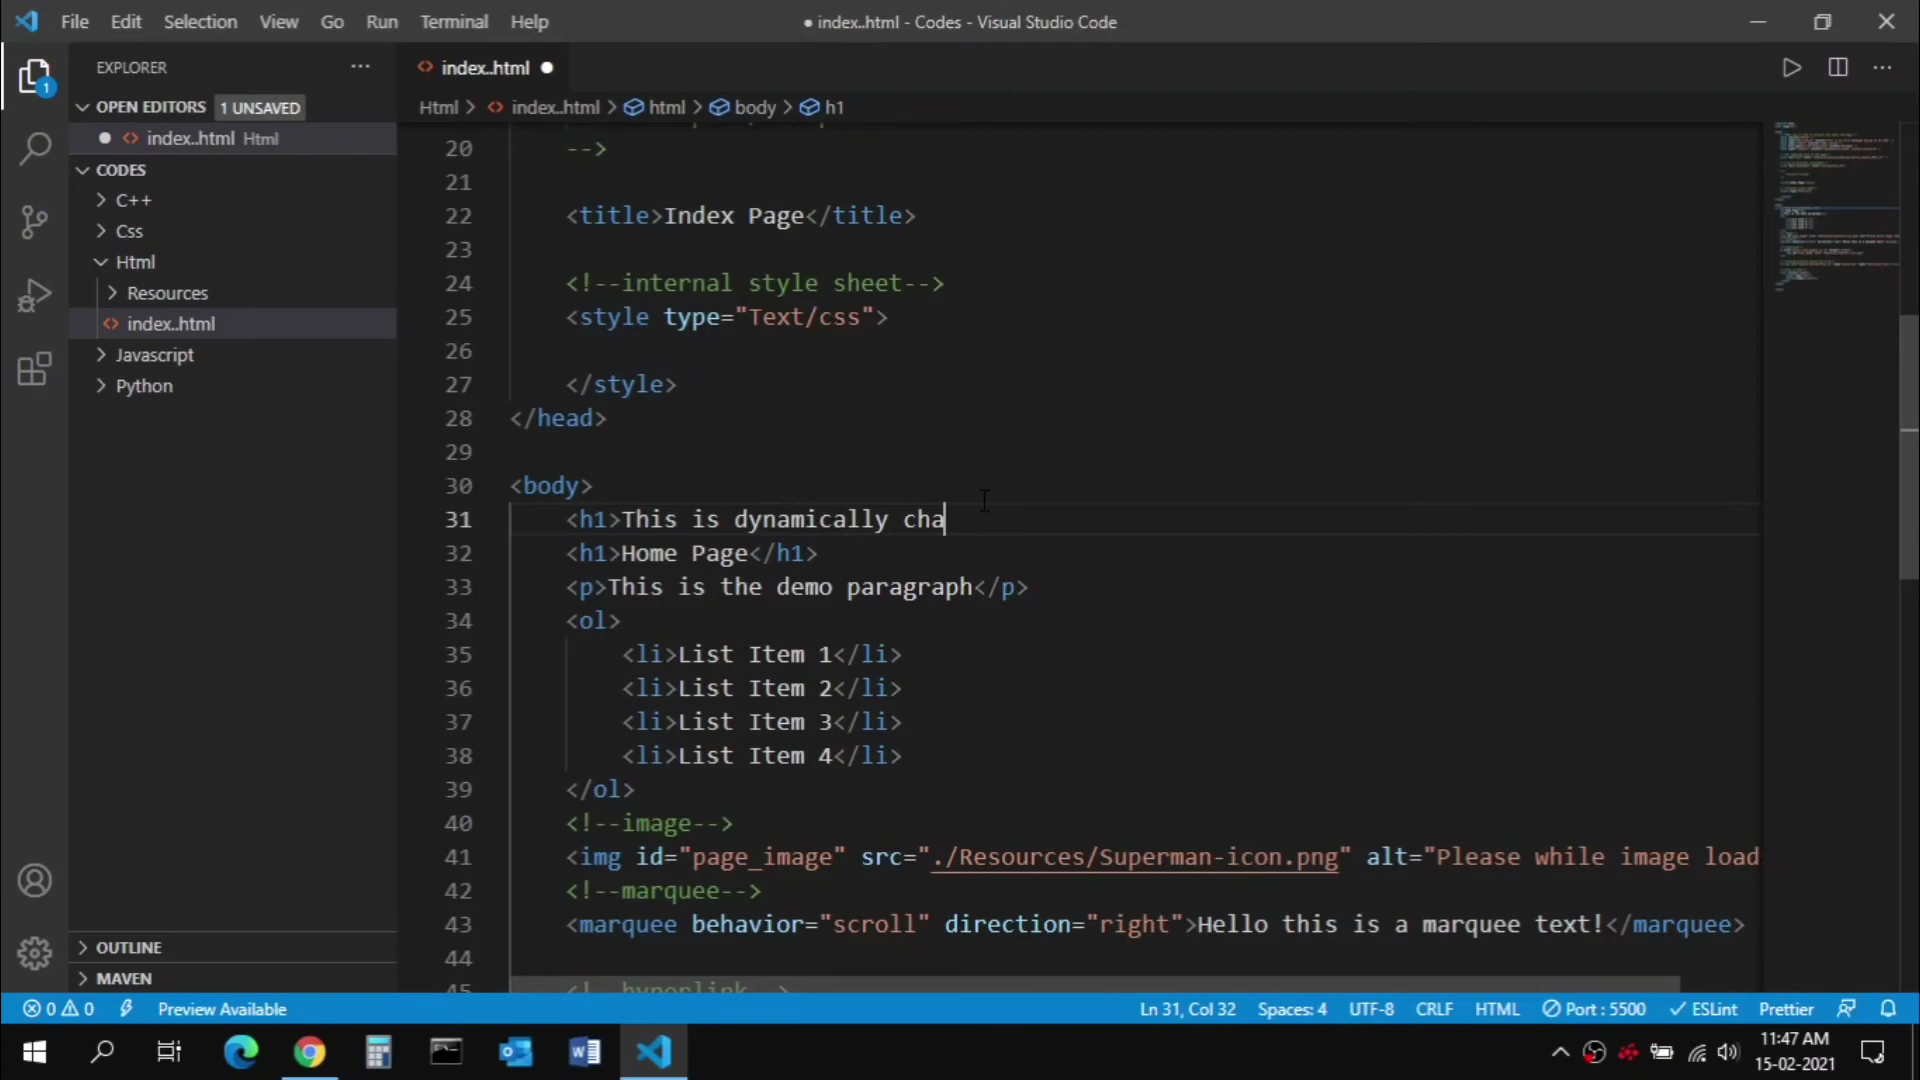 File Edit Selection View Go Run Terminal Help
● index..html - Codes - Visual Studio Code
EXPLORER
index..html
OPEN EDITORS 1 UNSAVED
Html > index..html > html > body > h1
index..html Html
CODES
C++
Css
Html
Resources
index..html
Javascript
Python
OUTLINE
MAVEN
20 -->
21
22 <title>Index Page</title>
23
24 <!--internal style sheet-->
25 <style type="Text/css">
26
27 </style>
28 </head>
29
30 <body>
31 <h1>This is dynamically cha
32 <h1>Home Page</h1>
33 <p>This is the demo paragraph</p>
34 <ol>
35 <li>List Item 1</li>
36 <li>List Item 2</li>
37 <li>List Item 3</li>
38 <li>List Item 4</li>
39 </ol>
40 <!--image-->
41 <img id="page_image" src="./Resources/Superman-icon.png" alt="Please while image load
42 <!--marquee-->
43 <marquee behavior="scroll" direction="right">Hello this is a marquee text!</marquee>
44
45 <!--hyperlink-->
1
0 0 Preview Available Ln 31, Col 32 Spaces: 4 UTF-8 CRLF HTML Port : 5500 ESLint Prettier
11:47 AM
15-02-2021